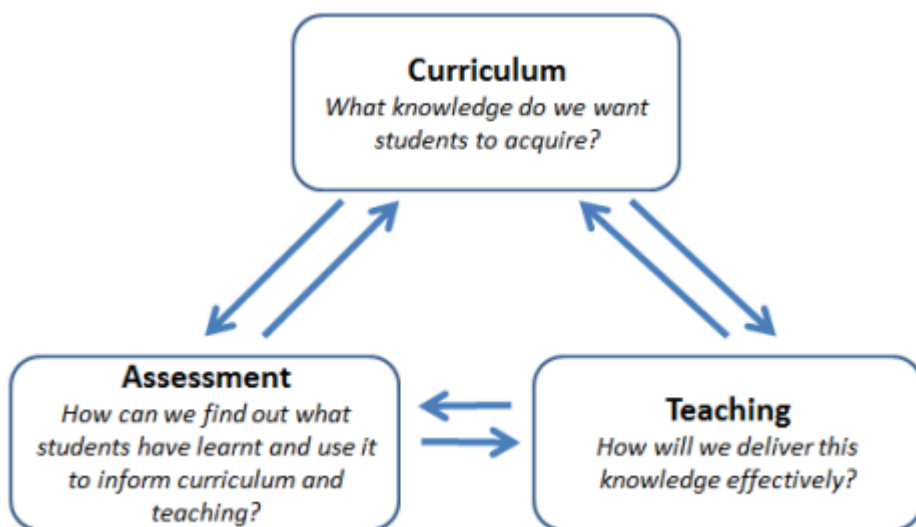 Curriculum
What knowledge do we want
students to acquire?
Assessment
How can we find out what
students have learnt and use it
to inform curriculum and
teaching?
Teaching
How will we deliver this
knowledge effectively?